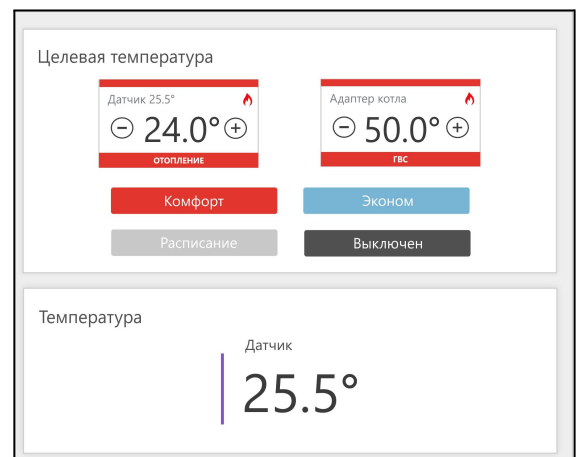 Целевая температура
Датчик 25.5°
24.0°
ОТОПЛЕНИЕ
Адаптер котла
50.0°
ГВС
Комфорт
Эконом
Расписание
Выключен
Температура
Датчик
25.5°